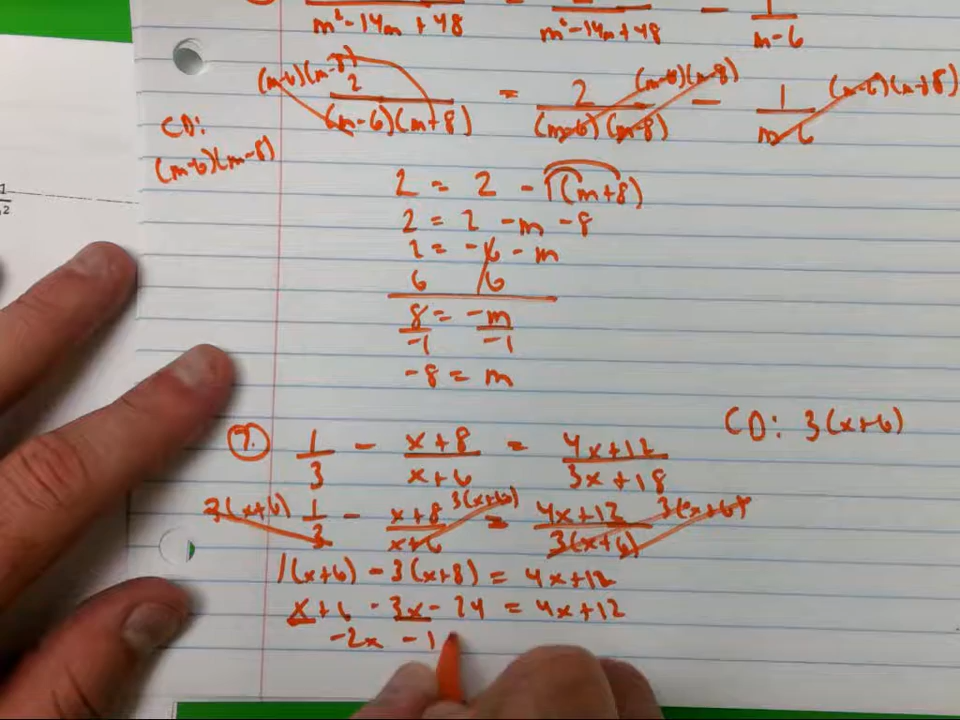 m²-14m+48 m²-14m+48 - 1/(m-6)
(m-6)(m-8) 2/((m-6)(m+8)) = 2/((m-6)(m-8)) (m-6)(m-8) - 1/(m-6) (m-6)(m+8)
CD:
(m-6)(m-8)
2 = 2 - 1(m+8)
2 = 2 - m - 8
2 = -6 - m
6 6
8 = -m
-1 -1
-8 = m
CD: 3(x+6)
7. 1/3 - (x+8)/(x+6) = (4x+12)/(3x+18)
3(x+6) 1/3 - (x+8)/(x+6) 3(x+6) = (4x+12)/(3(x+6)) 3(x+6)
1(x+6) - 3(x+8) = 4x+12
x+6 - 3x - 24 = 4x+12
-2x - 1